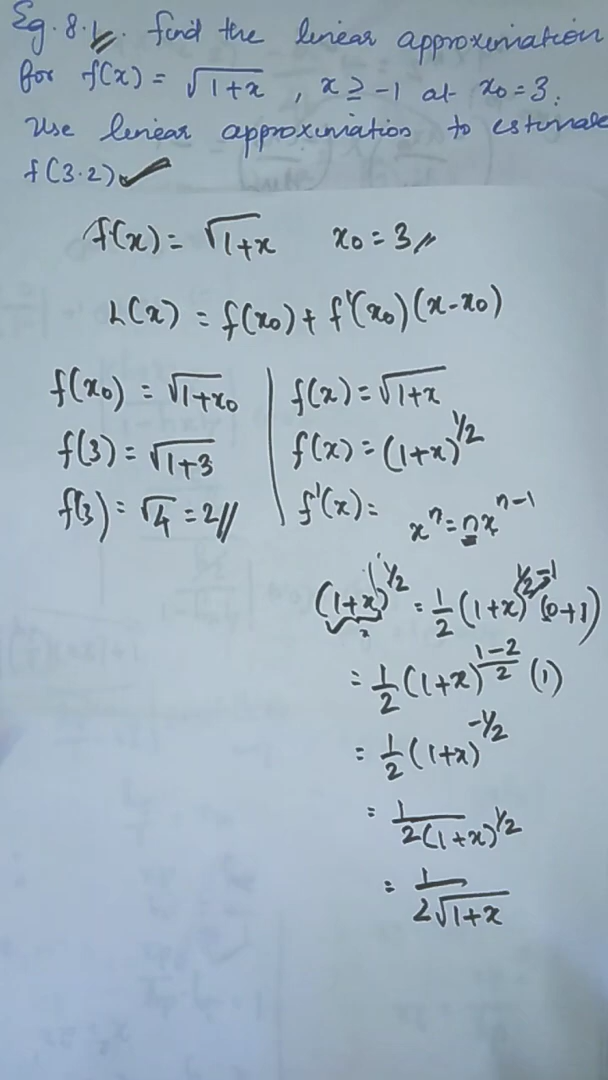 Eg. 8.1. find the linear approximation
for f(x) = √1+x , x ≥ -1 at x₀ = 3.
Use linear approximation to estimate
f(3.2)
f(x) = √1+x x₀ = 3 //
L(x) = f(x₀) + f'(x₀) (x - x₀)
f(x₀) = √1+x₀
f(3) = √1+3
f(3) = √4 = 2 //
f(x) = √1+x
f(x) = (1+x)^1/2
f'(x) = xⁿ = nxⁿ⁻¹
(1+x)^1/2 = 1/2 (1+x)^1/2-1 (0+1)
x
= 1/2 (1+x)^1-2/2 (1)
= 1/2 (1+x)^-1/2
= 1/2(1+x)^1/2
= 1/2√1+x